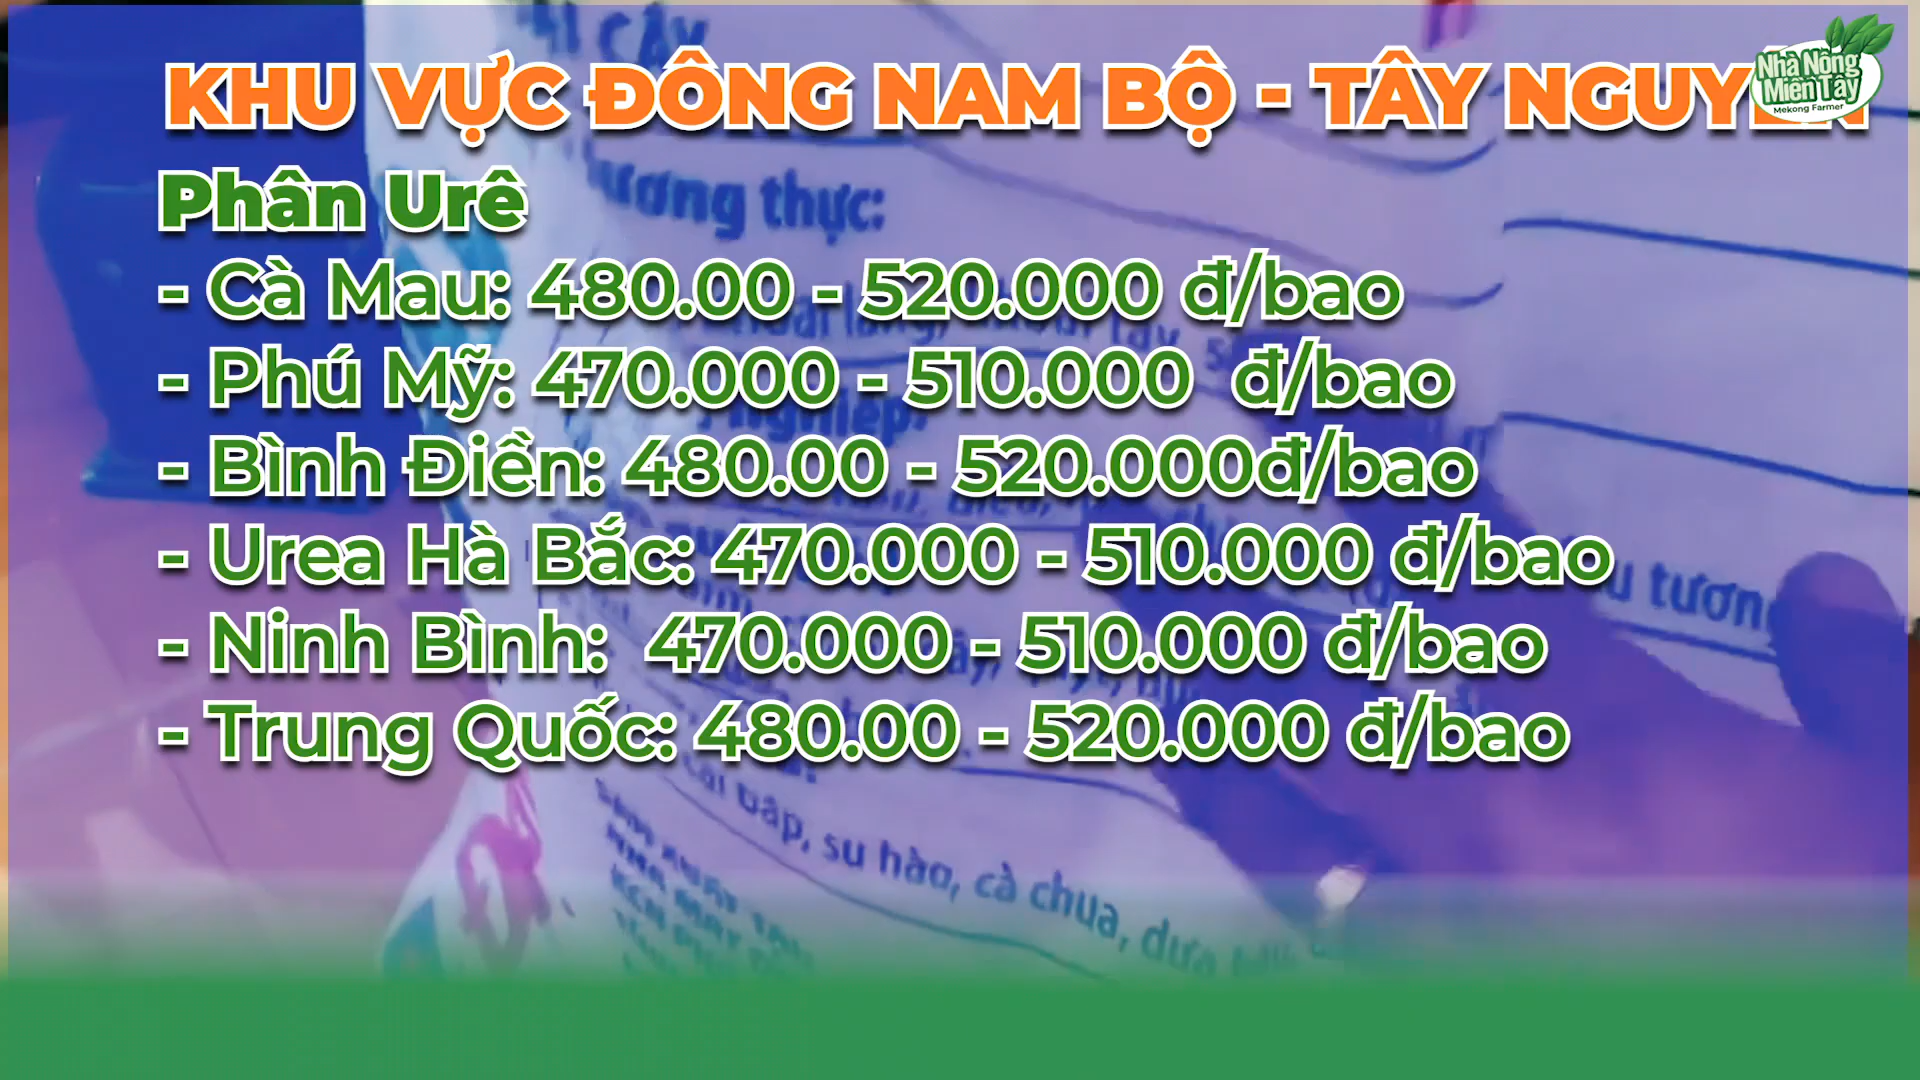 KHU VỰC ĐÔNG NAM BỘ - TÂY NGUYÊN
Nhà Nông
Miền Tây
Mekong Farmer
Phân Urê
- Cà Mau: 480.00 - 520.000 đ/bao
- Phú Mỹ: 470.000 - 510.000 đ/bao
- Bình Điền: 480.00 - 520.000đ/bao
- Urea Hà Bắc: 470.000 - 510.000 đ/bao
- Ninh Bình: 470.000 - 510.000 đ/bao
- Trung Quốc: 480.00 - 520.000 đ/bao
thực:
bắp, su hào, cà chua, dưa